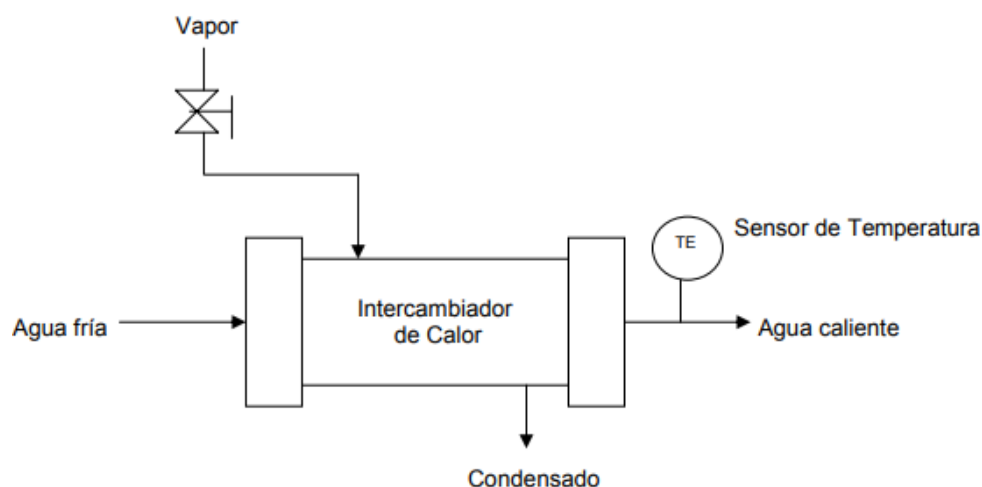 Vapor
TE
Sensor de Temperatura
Intercambiador
de Calor
Agua fría
Agua caliente
Condensado